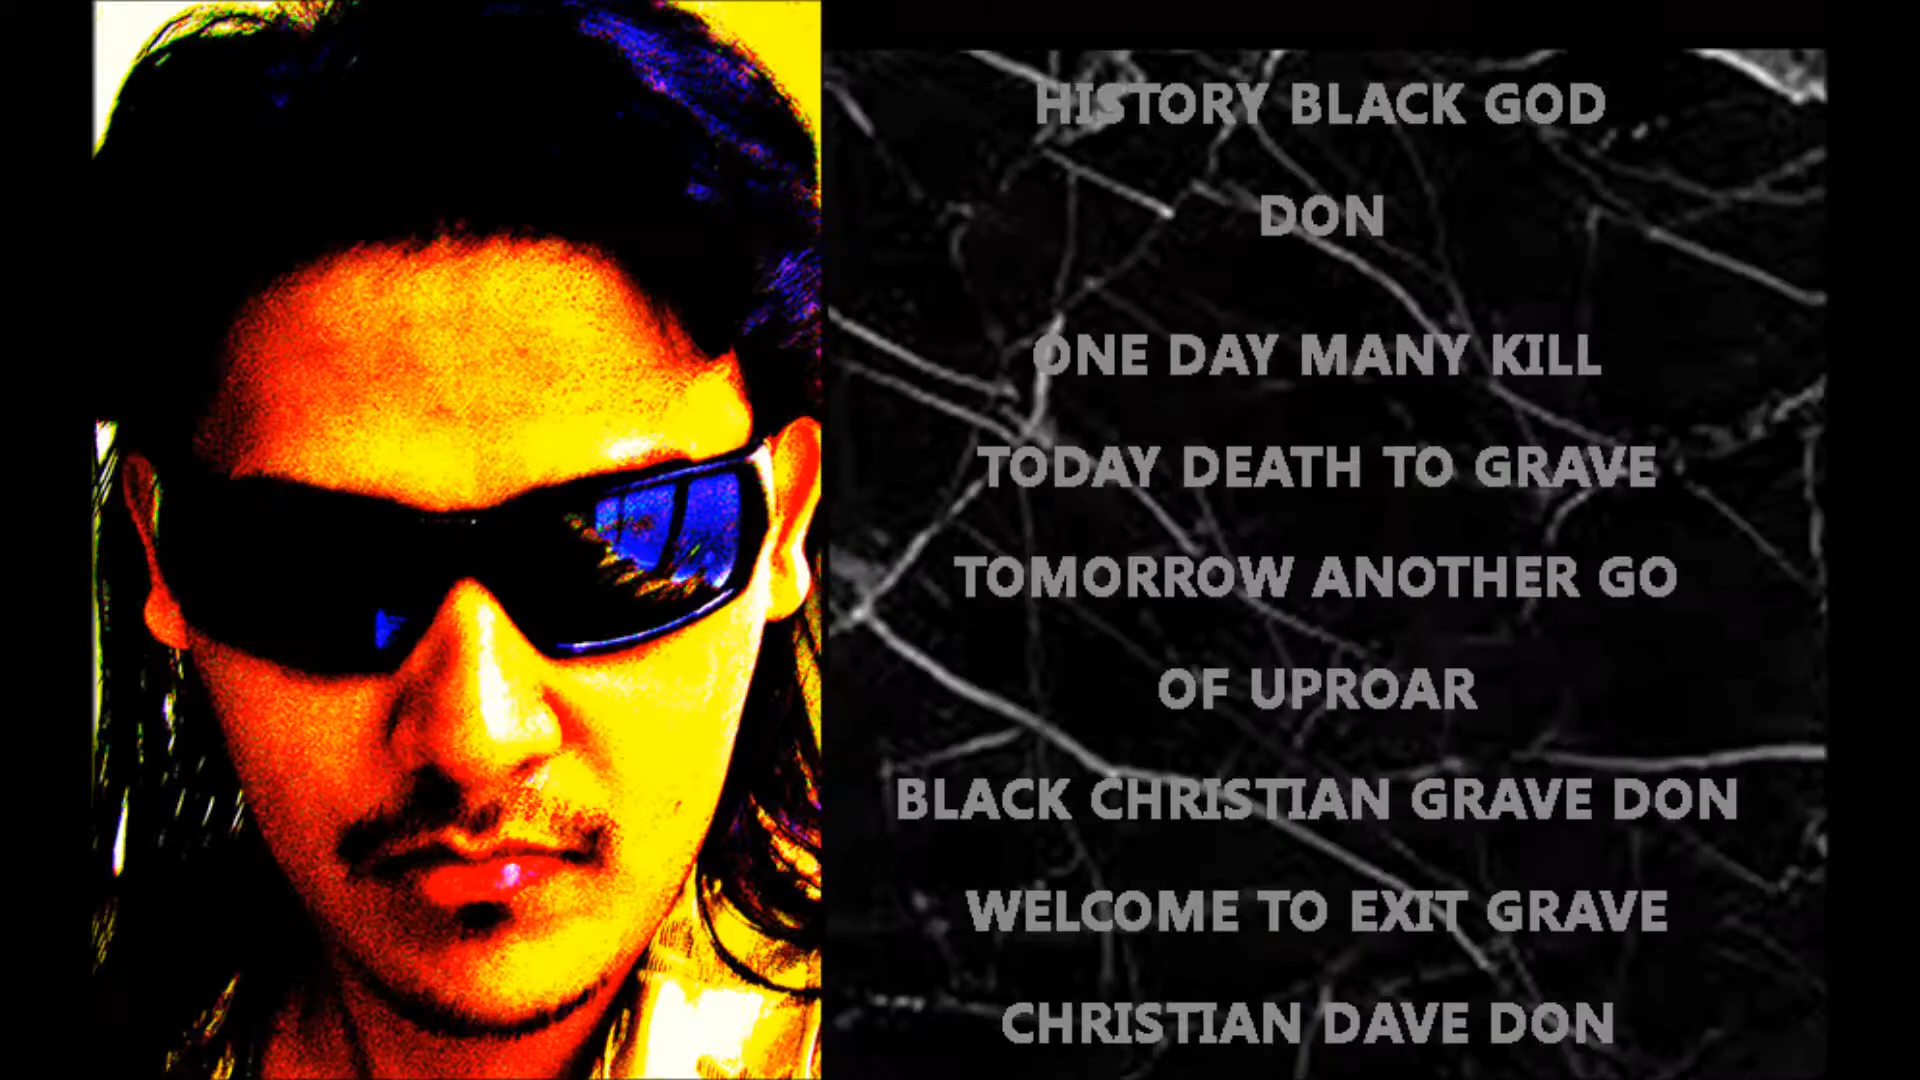 HISTORY BLACK GOD
DON
ONE DAY MANY KILL
TODAY DEATH TO GRAVE
TOMORROW ANOTHER GO
OF UPROAR
BLACK CHRISTIAN GRAVE DON
WELCOME TO EXIT GRAVE
CHRISTIAN DAVE DON